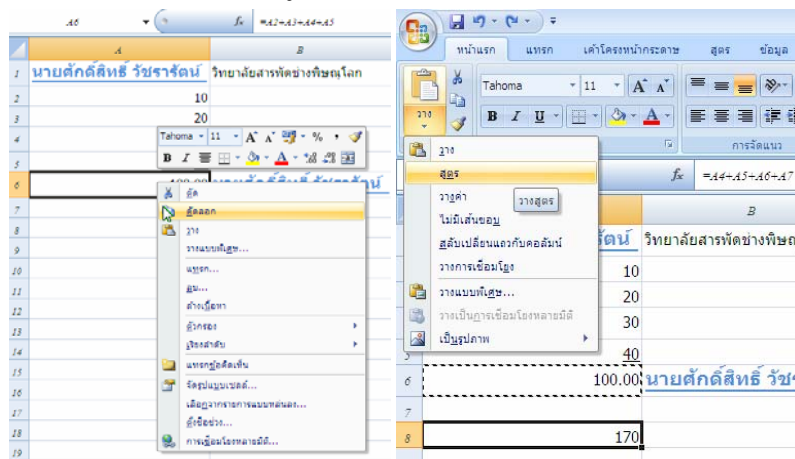 A6
fx =A2+A3+A4+A5
A B
1 นายศักดิ์สิทธิ์ วัชรารัตน์ วิทยาลัยสารพัดช่างพิษณุโลก
2 10
3 20
4 Tahoma 11 A A % ,
5 B I A
6 100.00
7 ตัด
คัดลอก
8 วาง
9 วางแบบพิเศษ...
10 แทรก...
11 ลบ...
12 ล้างเนื้อหา
13 ตัวกรอง
14 เรียงลำดับ
15 แทรกข้อคิดเห็น
16 จัดรูปแบบเซลล์...
17 เลือกจากรายการแบบหล่นลง...
18 ตั้งชื่อช่วง...
19 การเชื่อมโยงหลายมิติ...
หน้าแรก แทรก เค้าโครงหน้ากระดาษ สูตร ข้อมูล
Tahoma 11 A A
วาง B I U A
การจัดแนว
วาง
สูตร
fx =A4+A5+A6+A7
วางค่า
วางสูตร
B
ไม่มีเส้นขอบ
สลับเปลี่ยนแถวกับคอลัมน์
รัตน์ วิทยาลัยสารพัดช่างพิษณ
วางการเชื่อมโยง
10
วางแบบพิเศษ...
20
วางเป็นการเชื่อมโยงหลายมิติ
30
เป็นรูปภาพ
5 40
6 100.00 นายศักดิ์สิทธิ์ วัช
7
8 170